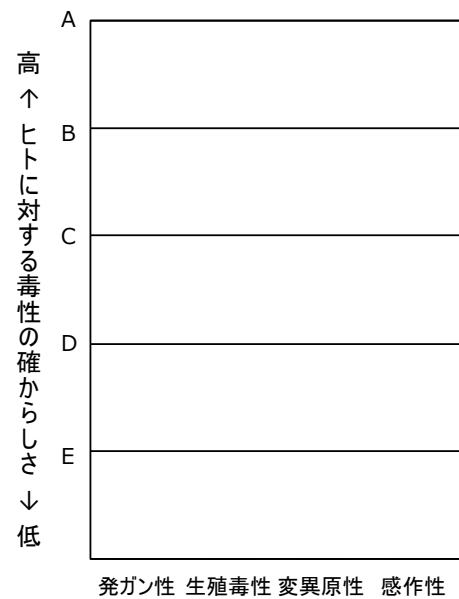 高 ↑ ヒトに対する毒性の確からしさ ↓ 低
A
B
C
D
E
発ガン性 生殖毒性 変異原性 感作性